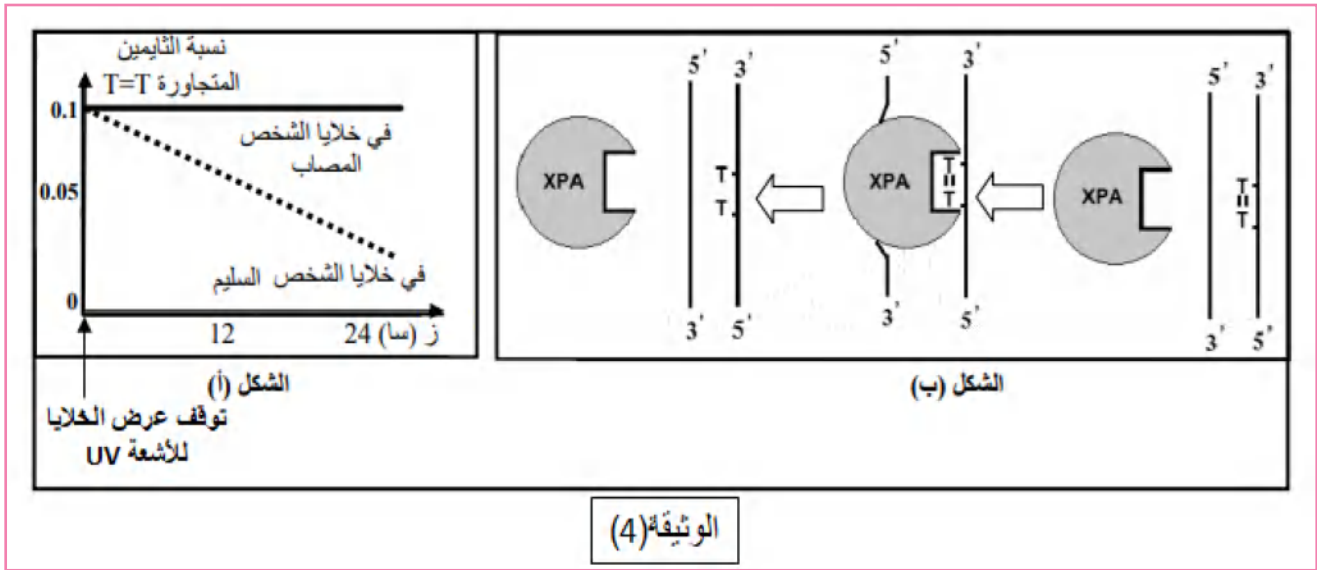 نسبة الثايمين
المتجاورة T=T
0.1
في خلايا الشخص
المصاب
0.05
في خلايا الشخص السليم
0
12
24
ز (سا)
الشكل (أ)
توقف عرض الخلايا
للأشعة UV
5' 3'
XPA
T
T
3' 5'
5' 3'
XPA
T=T
3' 5'
5' 3'
XPA
T=T
3' 5'
الشكل (ب)
الوثيقة(4)